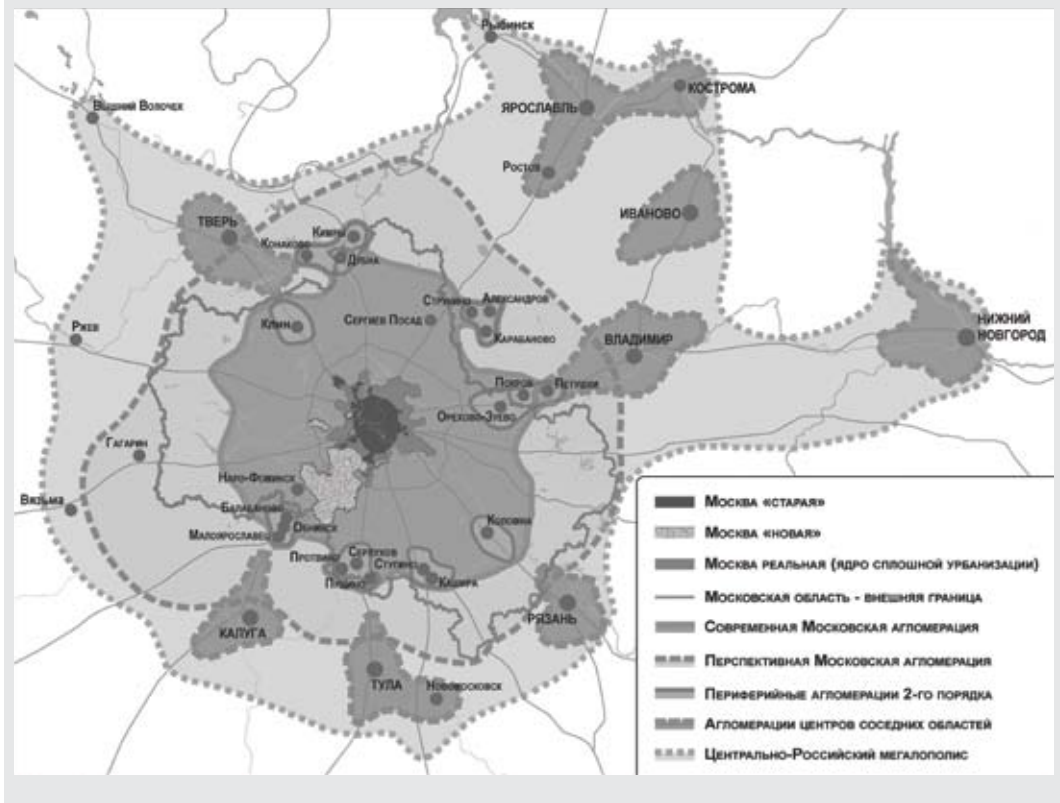 Рыбинск
Кострома
Ярославль
Вышний Волочек
Ростов
Иваново
Тверь
Кимры
Конаково
Дубна
Струнино
Александров
Клин
Сергиев Посад
Ржев
Карабаново
Нижний
Новгород
Владимир
Покров
Петушки
Орехово-Зуево
Гагарин
Наро-Фоминск
Вязьма
Балабаново
Обнинск
Малоярославец
Коломна
Протвино
Серпухов
Ступино
Пущино
Кашира
Рязань
Калуга
Тула
Новомосковск
Москва «старая»
Москва «новая»
Москва реальная (ядро сплошной урбанизации)
Московская область - внешняя граница
Современная Московская агломерация
Перспективная Московская агломерация
Периферийные агломерации 2-го порядка
Агломерации центров соседних областей
Центрально-Российский мегалополис